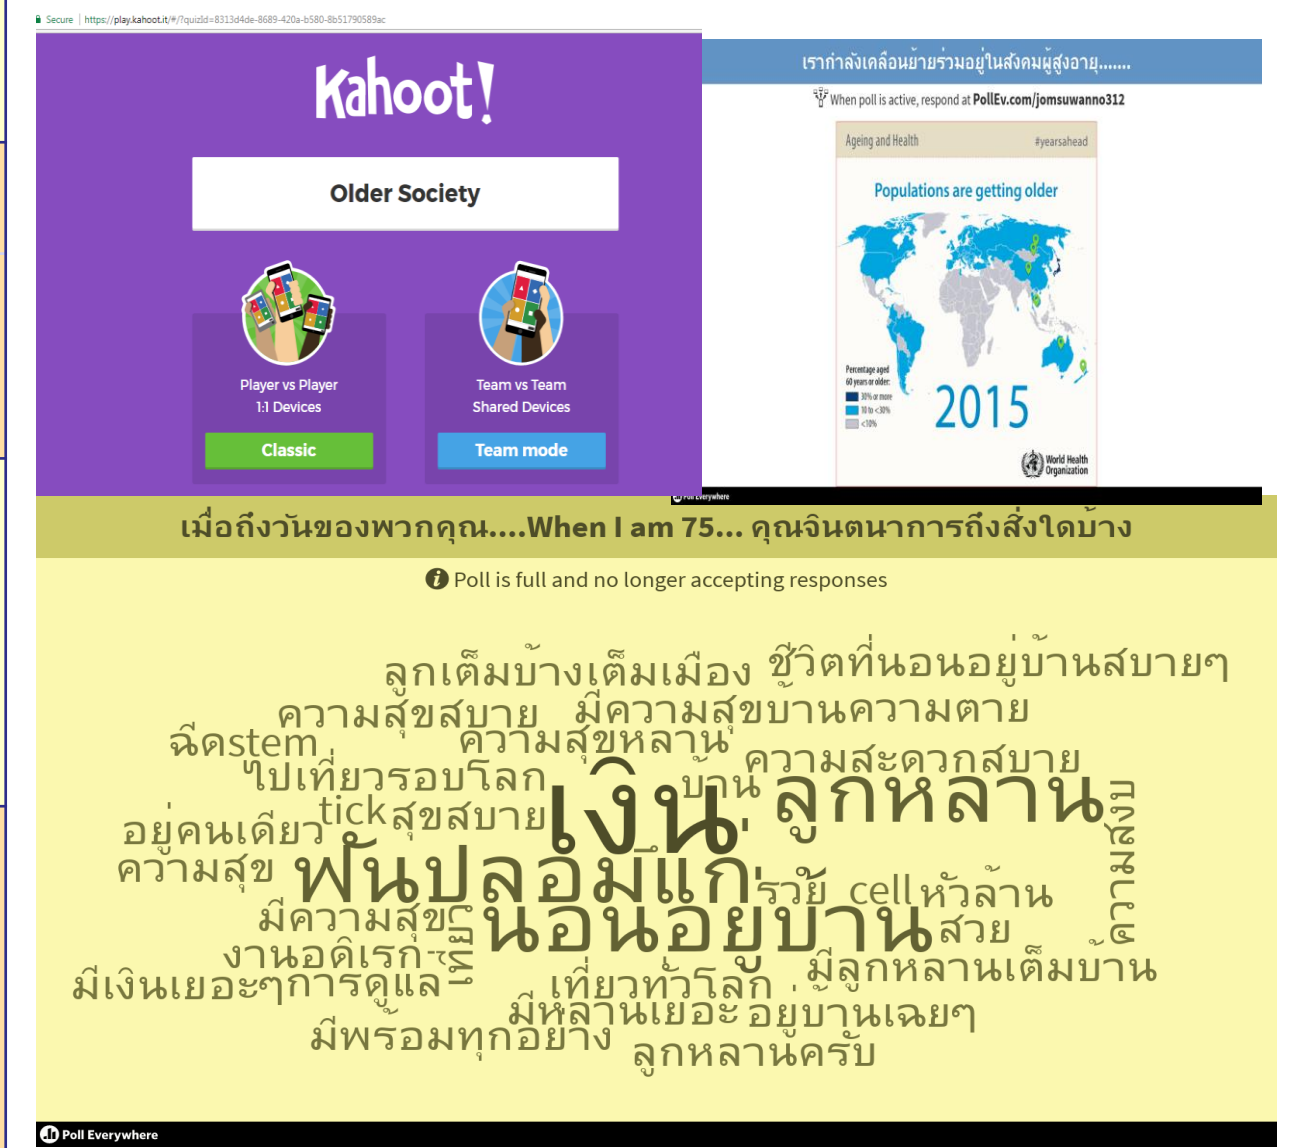 Secure | https://play.kahoot.it/#/?quizId=8313d4de-8689-420a-b580-8b51790589ac
Kahoot!
Older Society
Player vs Player
1:1 Devices
Classic
Team vs Team
Shared Devices
Team mode
เรากำลังเคลื่อนย้ายร่วมอยู่ในสังคมผู้สูงอายุ.......
When poll is active, respond at PollEv.com/jomsuwanno312
Ageing and Health
#yearsahead
Populations are getting older
Percentage aged
60 years or older:
30% or more
10 to <30%
<10%
2015
World Health
Organization
Poll Everywhere
เมื่อถึงวันของพวกคุณ....When I am 75... คุณจินตนาการถึงสิ่งใดบ้าง
Poll is full and no longer accepting responses
ลูกเต็มบ้างเต็มเมือง
ชีวิตที่นอนอยู่บ้านสบายๆ
ความสุขสบาย
มีความสุขบ้านความตาย
ฉีดstem
ความสุขหลาน
ความสะดวกสบาย
ไปเที่ยวรอบโลก
บ้าน
เงิน
ลูกหลาน
tick
สุขสบาย
อยู่คนเดียว
ความสงบ
ความสุข
ฟันปลอม
แก่
รวย
cell
หัวล้าน
มีความสุข
นอนอยู่บ้าน
สวย
งานอดิเรก
มีลูกหลานเต็มบ้าน
มีเงินเยอะๆ
การดูแล
เที่ยวทั่วโลก
มีหลานเยอะ
อยู่บ้านเฉยๆ
มีพร้อมทุกอย่าง
ลูกหลานครับ
Poll Everywhere